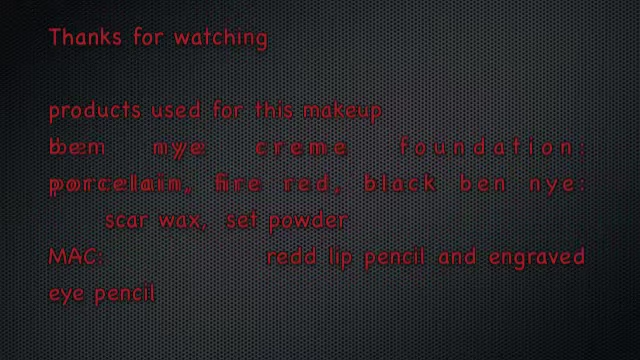 Thanks for watching
products used for this makeup
ben nye creme foundation:
porcelain, fire red, black ben nye:
scar wax, set powder
MAC: redd lip pencil and engraved
eye pencil